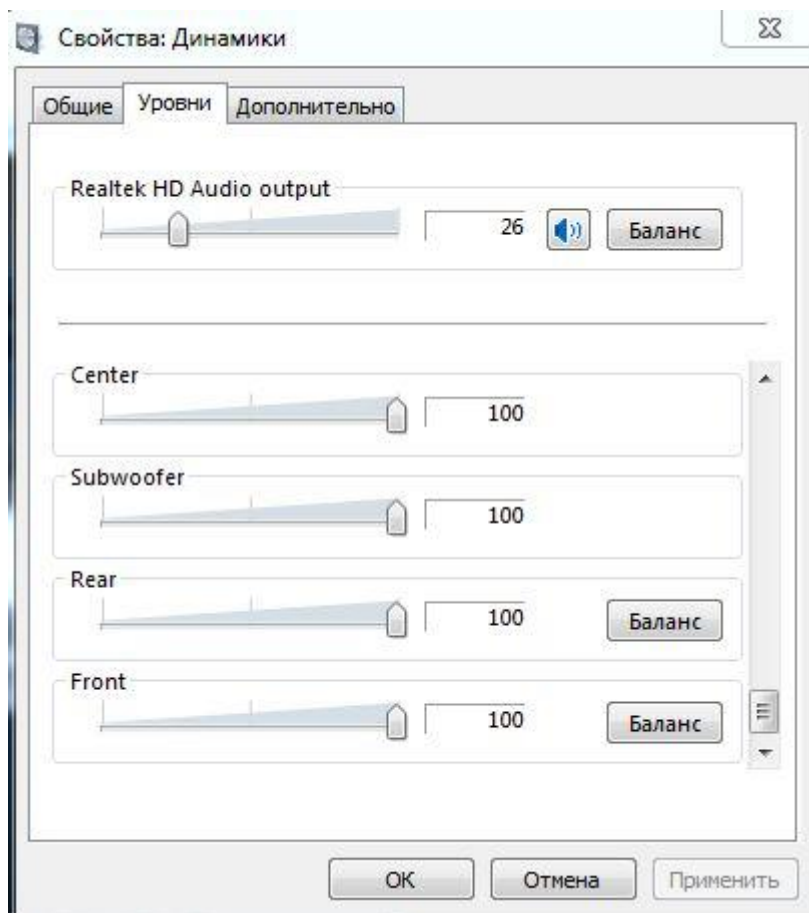 Свойства: Динамики
Общие Уровни Дополнительно
Realtek HD Audio output
26 Баланс
Center
100
Subwoofer
100
Rear
100 Баланс
Front
100 Баланс
OK Отмена Применить